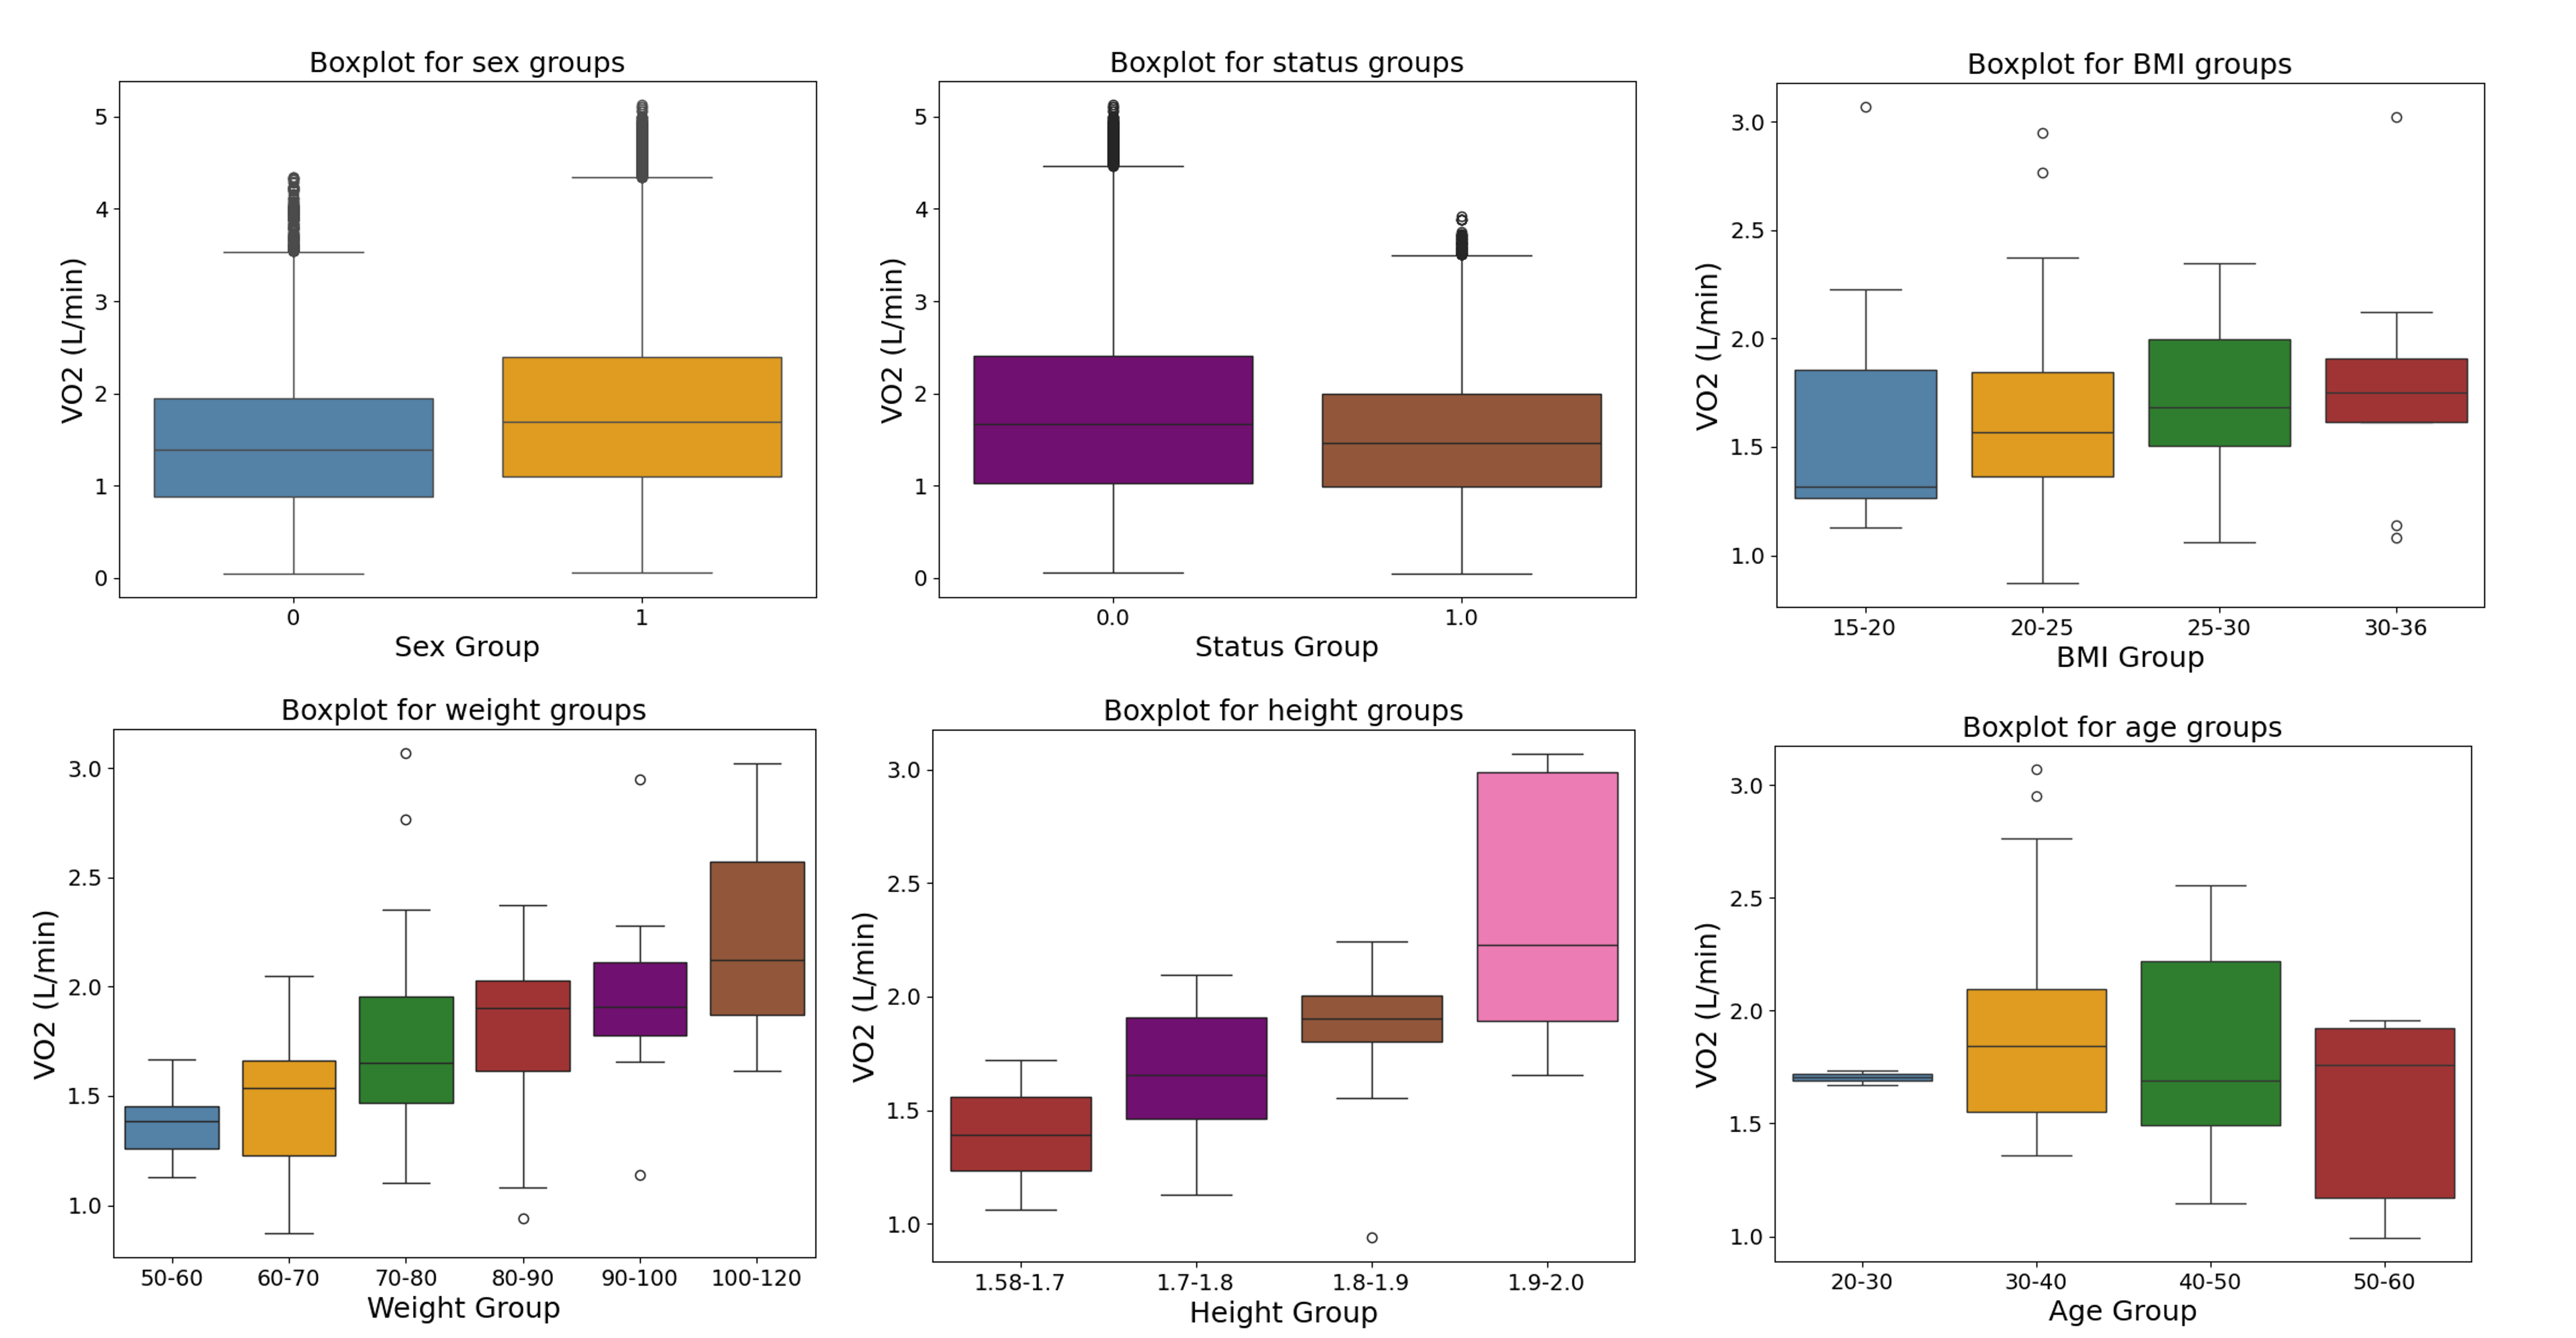 Boxplot for sex groups
VO2 (L/min)
5
4
3
2
1
0
0 1
Sex Group
Boxplot for status groups
VO2 (L/min)
5
4
3
2
1
0
0.0 1.0
Status Group
Boxplot for BMI groups
VO2 (L/min)
3.0
2.5
2.0
1.5
1.0
15-20 20-25 25-30 30-36
BMI Group
Boxplot for weight groups
VO2 (L/min)
3.0
2.5
2.0
1.5
1.0
50-60 60-70 70-80 80-90 90-100 100-120
Weight Group
Boxplot for height groups
VO2 (L/min)
3.0
2.5
2.0
1.5
1.0
1.58-1.7 1.7-1.8 1.8-1.9 1.9-2.0
Height Group
Boxplot for age groups
VO2 (L/min)
3.0
2.5
2.0
1.5
1.0
20-30 30-40 40-50 50-60
Age Group